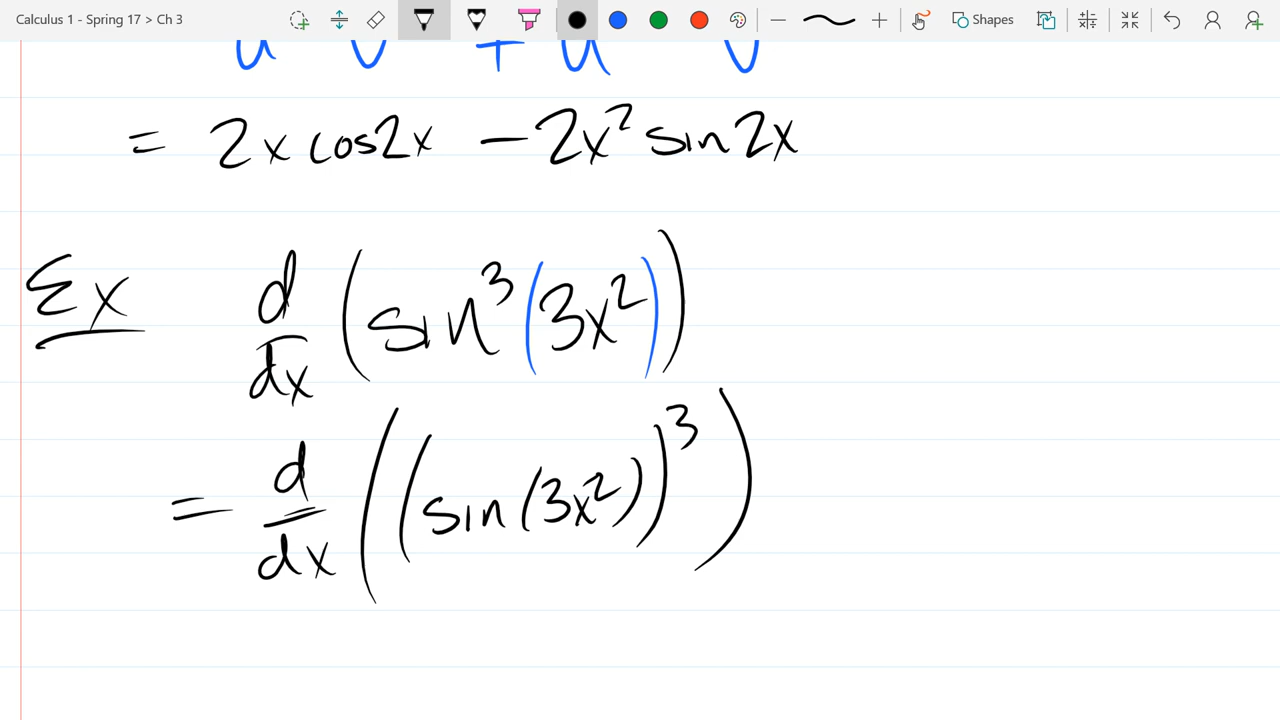 Calculus 1 - Spring 17 > Ch 3
Shapes
u v' + u' v
= 2x cos2x − 2x² sin2x
Ex d/dx (sin³(3x²))
= d/dx ((sin(3x²))³)